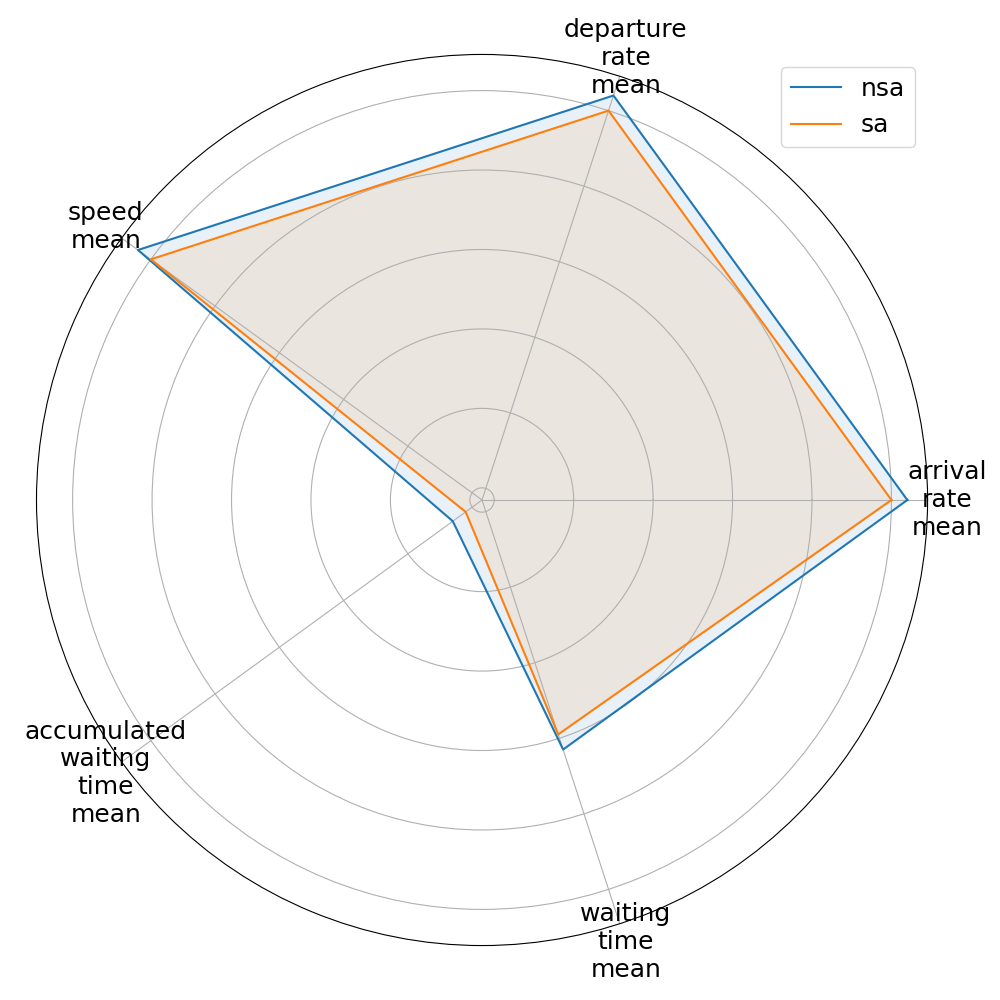 departure
rate
mean
nsa
sa
speed
mean
arrival
rate
mean
accumulated
waiting
time
mean
waiting
time
mean